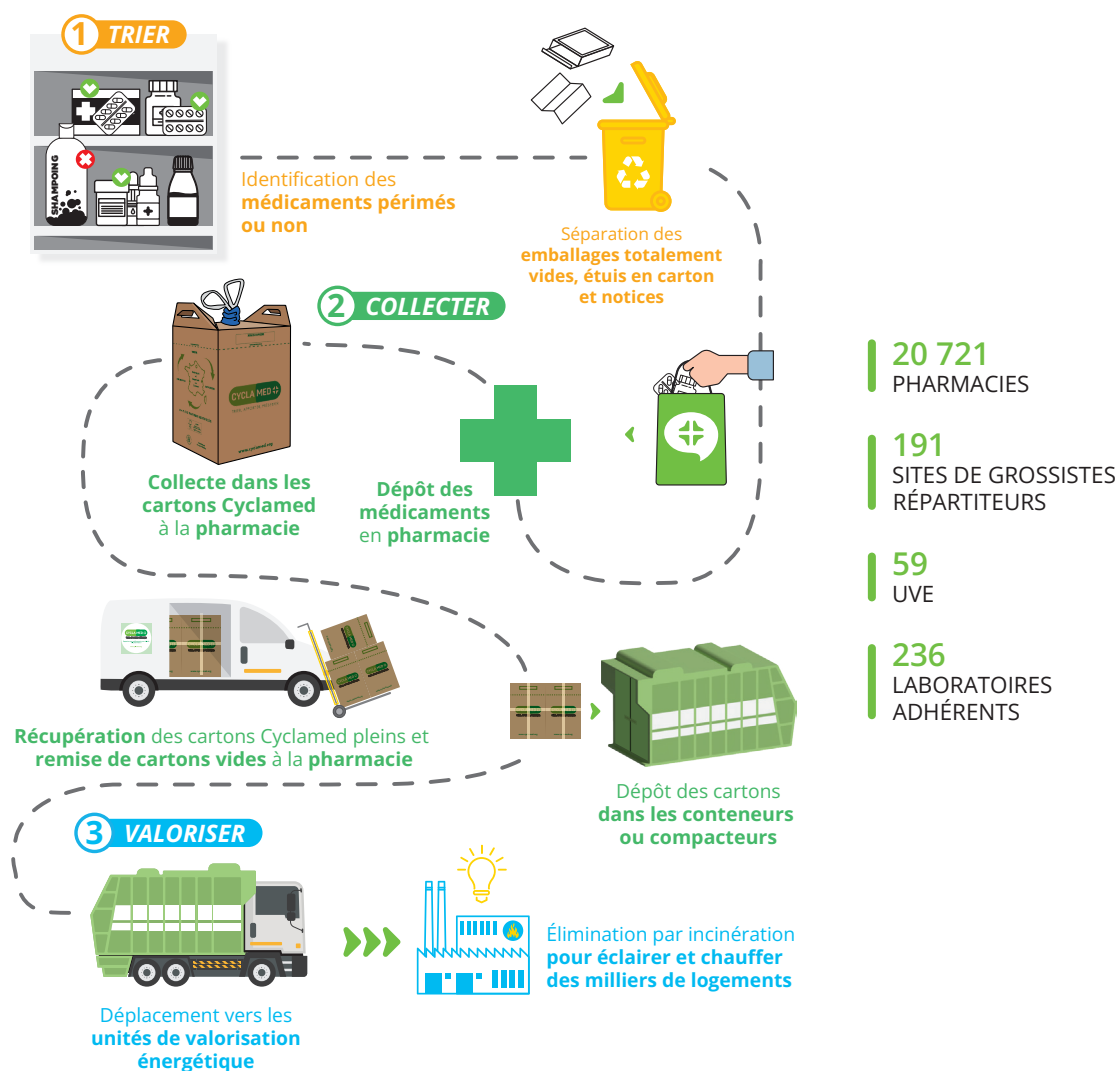 1 TRIER
SHAMPOING
Identification des
médicaments périmés
ou non
Séparation des
emballages totalement
vides, étuis en carton
et notices
2 COLLECTER
CYCLAMED
www.cyclamed.org
Collecte dans les
cartons Cyclamed
à la pharmacie
Dépôt des
médicaments
en pharmacie
20 721
PHARMACIES
191
SITES DE GROSSISTES
RÉPARTITEURS
59
UVE
236
LABORATOIRES
ADHÉRENTS
Récupération des cartons Cyclamed pleins et
remise de cartons vides à la pharmacie
Dépôt des cartons
dans les conteneurs
ou compacteurs
3 VALORISER
Déplacement vers les
unités de valorisation
énergétique
Élimination par incinération
pour éclairer et chauffer
des milliers de logements